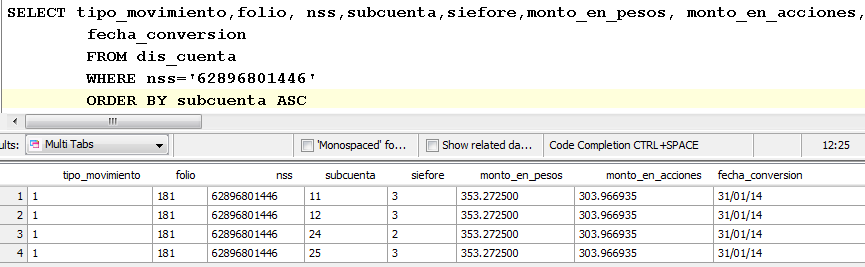 SELECT tipo_movimiento,folio, nss,subcuenta,siefore,monto_en_pesos, monto_en_acciones,
fecha_conversion
FROM dis_cuenta
WHERE nss='62896801446'
ORDER BY subcuenta ASC
ults: Multi Tabs 'Monospaced' fo... Show related da... Code Completion CTRL+SPACE 12:25
tipo_movimiento folio nss subcuenta siefore monto_en_pesos monto_en_acciones fecha_conversion
1 1 181 62896801446 11 3 353.272500 303.966935 31/01/14
2 1 181 62896801446 12 3 353.272500 303.966935 31/01/14
3 1 181 62896801446 24 2 353.272500 303.966935 31/01/14
4 1 181 62896801446 25 3 353.272500 303.966935 31/01/14